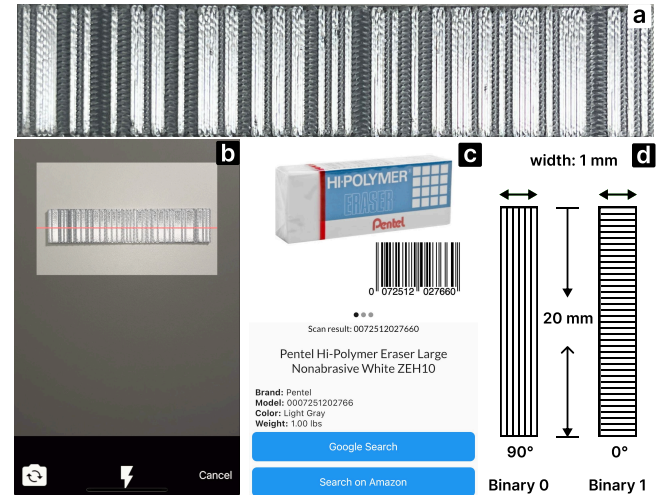 a
b
Cancel
c
HI-POLYMER
ERASER
Pentel
0 072512 027660
Scan result: 0072512027660
Pentel Hi-Polymer Eraser Large
Nonabrasive White ZEH10
Brand: Pentel
Model: 0007251202766
Color: Light Gray
Weight: 1.00 lbs
Google Search
Search on Amazon
d
width: 1 mm
20 mm
90° 0°
Binary 0 Binary 1